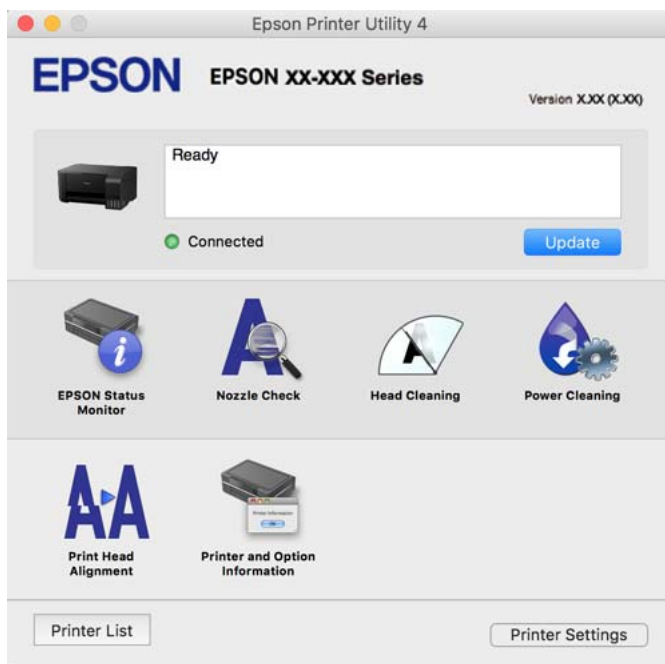 Epson Printer Utility 4
EPSON
EPSON XX-XXX Series
Version X.XX (X.XX)
Ready
Connected
Update
EPSON Status
Monitor
Nozzle Check
Head Cleaning
Power Cleaning
Print Head
Alignment
Printer and Option
Information
Printer List
Printer Settings